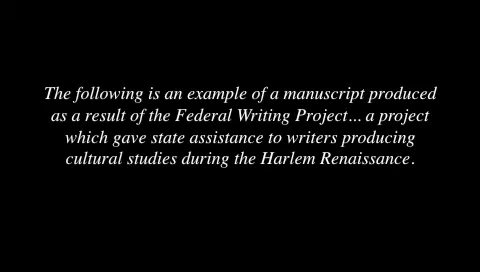 The following is an example of a manuscript produced
as a result of the Federal Writing Project... a project
which gave state assistance to writers producing
cultural studies during the Harlem Renaissance.